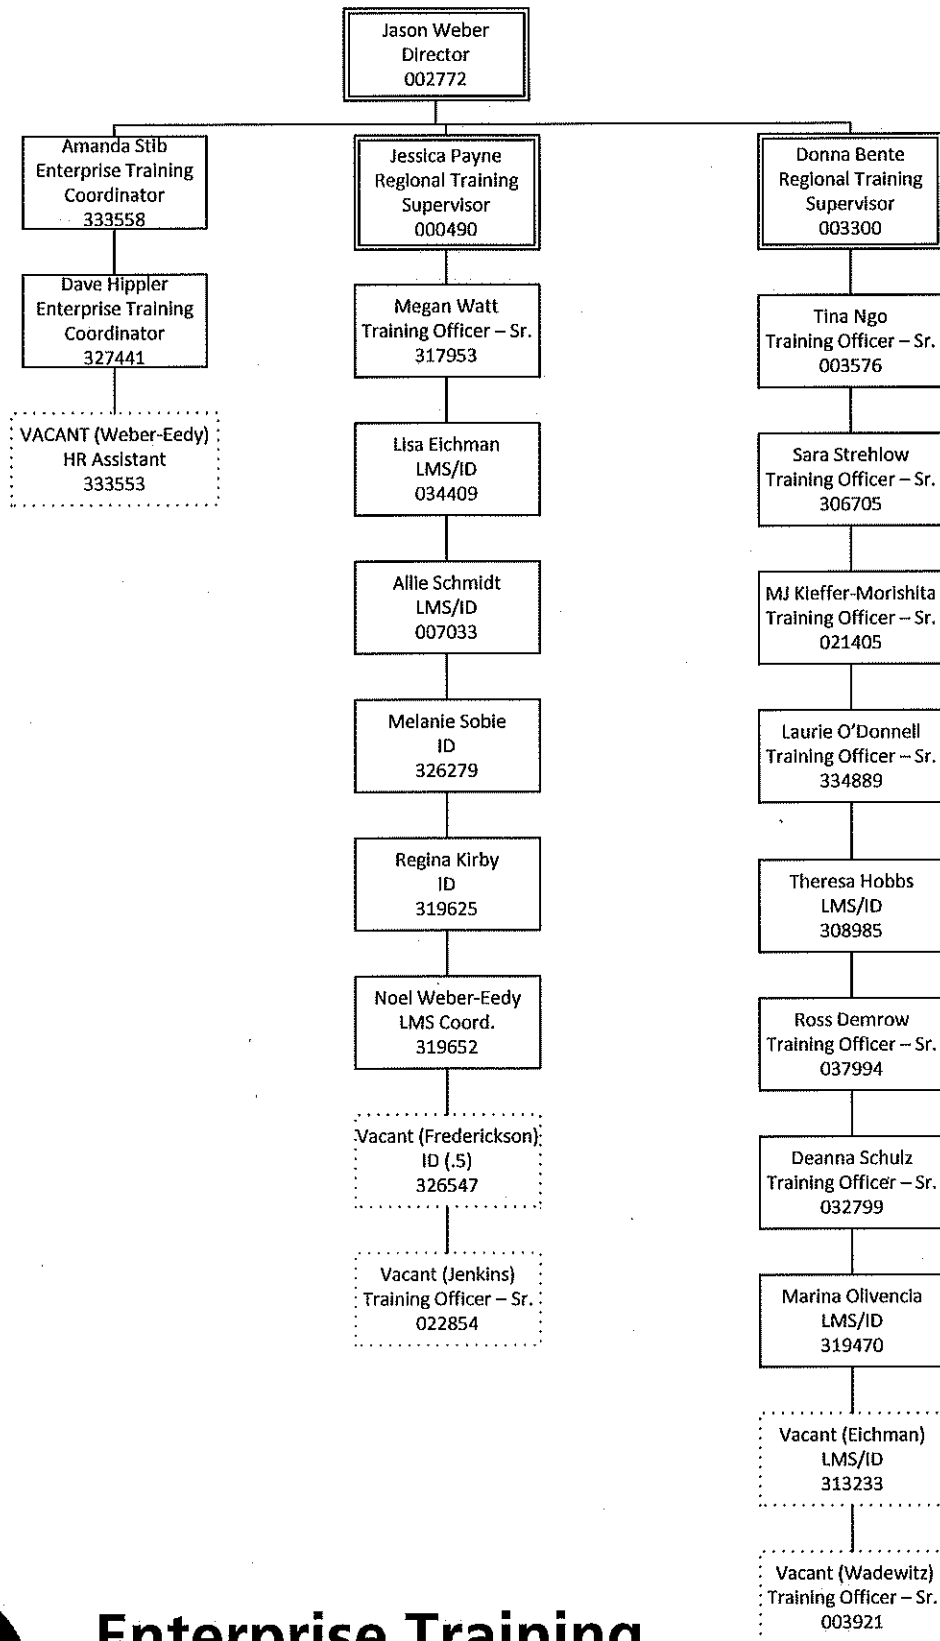 Jason Weber
Director
002772
Amanda Stib
Enterprise Training
Coordinator
333558
Dave Hippler
Enterprise Training
Coordinator
327441
VACANT (Weber-Eedy)
HR Assistant
333553
Jessica Payne
Regional Training
Supervisor
000490
Megan Watt
Training Officer – Sr.
317953
Lisa Eichman
LMS/ID
034409
Allie Schmidt
LMS/ID
007033
Melanie Sobie
ID
326279
Regina Kirby
ID
319625
Noel Weber-Eedy
LMS Coord.
319652
Vacant (Frederickson)
ID (.5)
326547
Vacant (Jenkins)
Training Officer – Sr.
022854
Donna Bente
Regional Training
Supervisor
003300
Tina Ngo
Training Officer – Sr.
003576
Sara Strehlow
Training Officer – Sr.
306705
MJ Kieffer-Morishita
Training Officer – Sr.
021405
Laurie O'Donnell
Training Officer – Sr.
334889
Theresa Hobbs
LMS/ID
308985
Ross Demrow
Training Officer – Sr.
037994
Deanna Schulz
Training Officer – Sr.
032799
Marina Olivencia
LMS/ID
319470
Vacant (Eichman)
LMS/ID
313233
Vacant (Wadewitz)
Training Officer – Sr.
003921
Enterprise Training